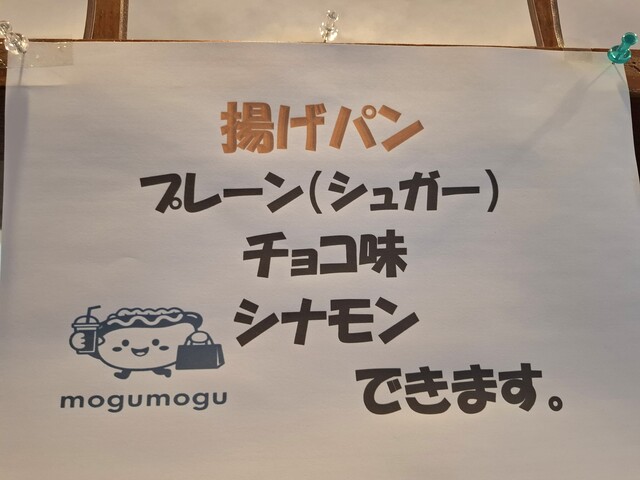 揚げパン
プレーン(シュガー)
チョコ味
シナモン
できます。
mogumogu